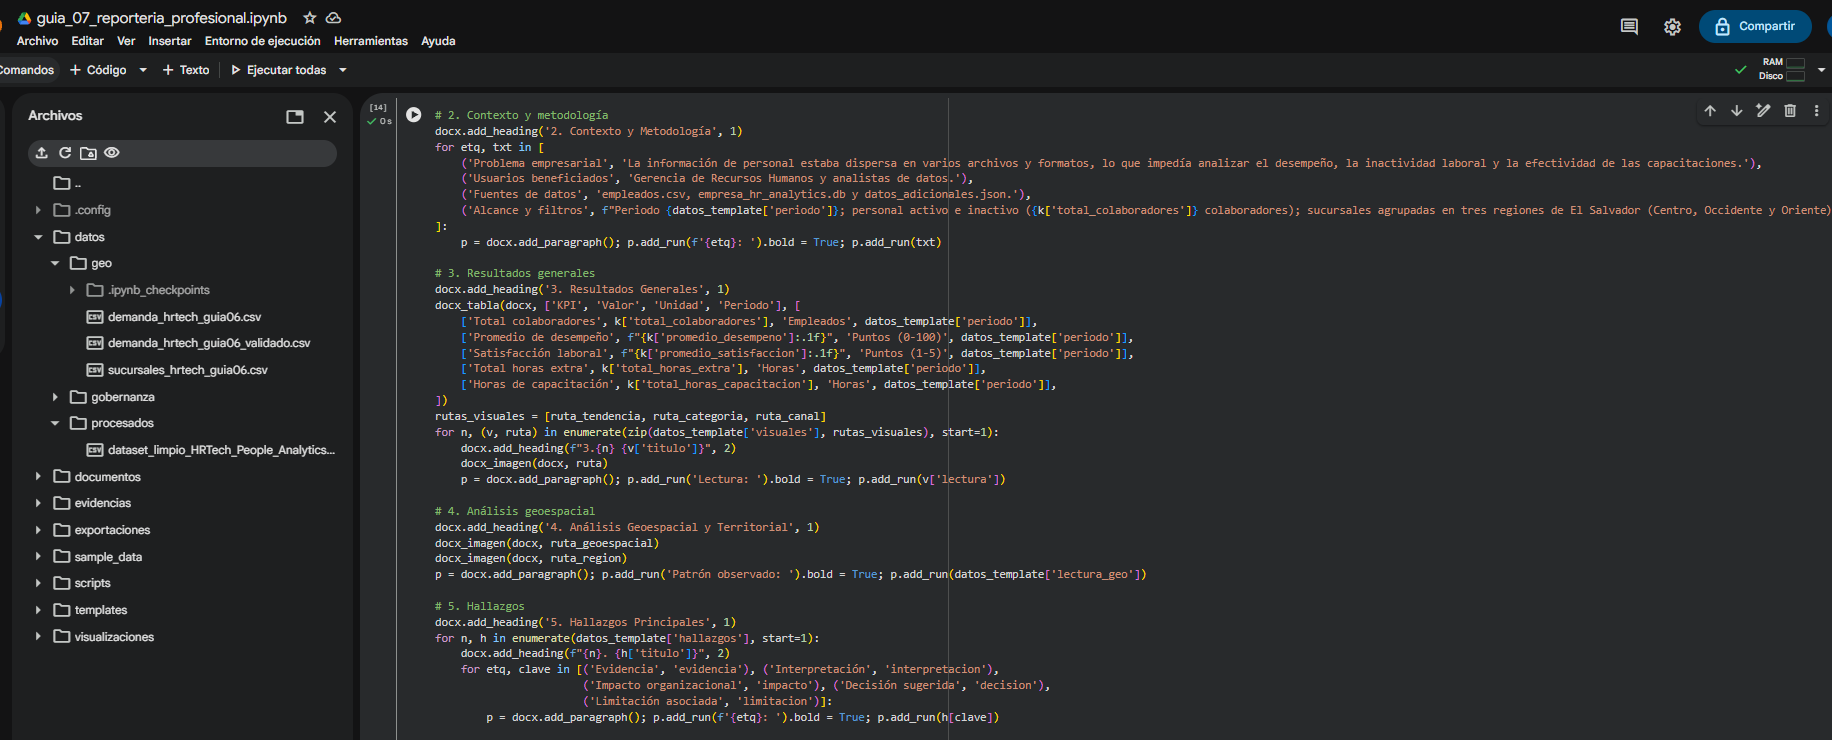 guia_07_reporteria_profesional.ipynb
Archivo Editar Ver Insertar Entorno de ejecución Herramientas Ayuda
Compartir
Comandos + Código + Texto Ejecutar todas
RAM
Disco
Archivos
..
.config
datos
geo
.ipynb_checkpoints
demanda_hrtech_guia06.csv
demanda_hrtech_guia06_validado.csv
sucursales_hrtech_guia06.csv
gobernanza
procesados
dataset_limpio_HRTech_People_Analytics...
documentos
evidencias
exportaciones
sample_data
scripts
templates
visualizaciones
[14]
0 s
# 2. Contexto y metodología
docx.add_heading('2. Contexto y Metodología', 1)
for etq, txt in [
    ('Problema empresarial', 'La información de personal estaba dispersa en varios archivos y formatos, lo que impedía analizar el desempeño, la inactividad laboral y la efectividad de las capacitaciones.'),
    ('Usuarios beneficiados', 'Gerencia de Recursos Humanos y analistas de datos.'),
    ('Fuentes de datos', 'empleados.csv, empresa_hr_analytics.db y datos_adicionales.json.'),
    ('Alcance y filtros', f"Periodo {datos_template['periodo']}; personal activo e inactivo ({k['total_colaboradores']} colaboradores); sucursales agrupadas en tres regiones de El Salvador (Centro, Occidente y Oriente)
]:
    p = docx.add_paragraph(); p.add_run(f'{etq}: ').bold = True; p.add_run(txt)
# 3. Resultados generales
docx.add_heading('3. Resultados Generales', 1)
docx_tabla(docx, ['KPI', 'Valor', 'Unidad', 'Periodo'], [
    ['Total colaboradores', k['total_colaboradores'], 'Empleados', datos_template['periodo']],
    ['Promedio de desempeño', f"{k['promedio_desempeno']:.1f}", 'Puntos (0-100)', datos_template['periodo']],
    ['Satisfacción laboral', f"{k['promedio_satisfaccion']:.1f}", 'Puntos (1-5)', datos_template['periodo']],
    ['Total horas extra', k['total_horas_extra'], 'Horas', datos_template['periodo']],
    ['Horas de capacitación', k['total_horas_capacitacion'], 'Horas', datos_template['periodo']],
])
rutas_visuales = [ruta_tendencia, ruta_categoria, ruta_canal]
for n, (v, ruta) in enumerate(zip(datos_template['visuales'], rutas_visuales), start=1):
    docx.add_heading(f"3.{n} {v['titulo']}", 2)
    docx_imagen(docx, ruta)
    p = docx.add_paragraph(); p.add_run('Lectura: ').bold = True; p.add_run(v['lectura'])
# 4. Análisis geoespacial
docx.add_heading('4. Análisis Geoespacial y Territorial', 1)
docx_imagen(docx, ruta_geoespacial)
docx_imagen(docx, ruta_region)
p = docx.add_paragraph(); p.add_run('Patrón observado: ').bold = True; p.add_run(datos_template['lectura_geo'])
# 5. Hallazgos
docx.add_heading('5. Hallazgos Principales', 1)
for n, h in enumerate(datos_template['hallazgos'], start=1):
    docx.add_heading(f"{n}. {h['titulo']}", 2)
    for etq, clave in [('Evidencia', 'evidencia'), ('Interpretación', 'interpretacion'),
                       ('Impacto organizacional', 'impacto'), ('Decisión sugerida', 'decision'),
                       ('Limitación asociada', 'limitacion')]:
        p = docx.add_paragraph(); p.add_run(f'{etq}: ').bold = True; p.add_run(h[clave])